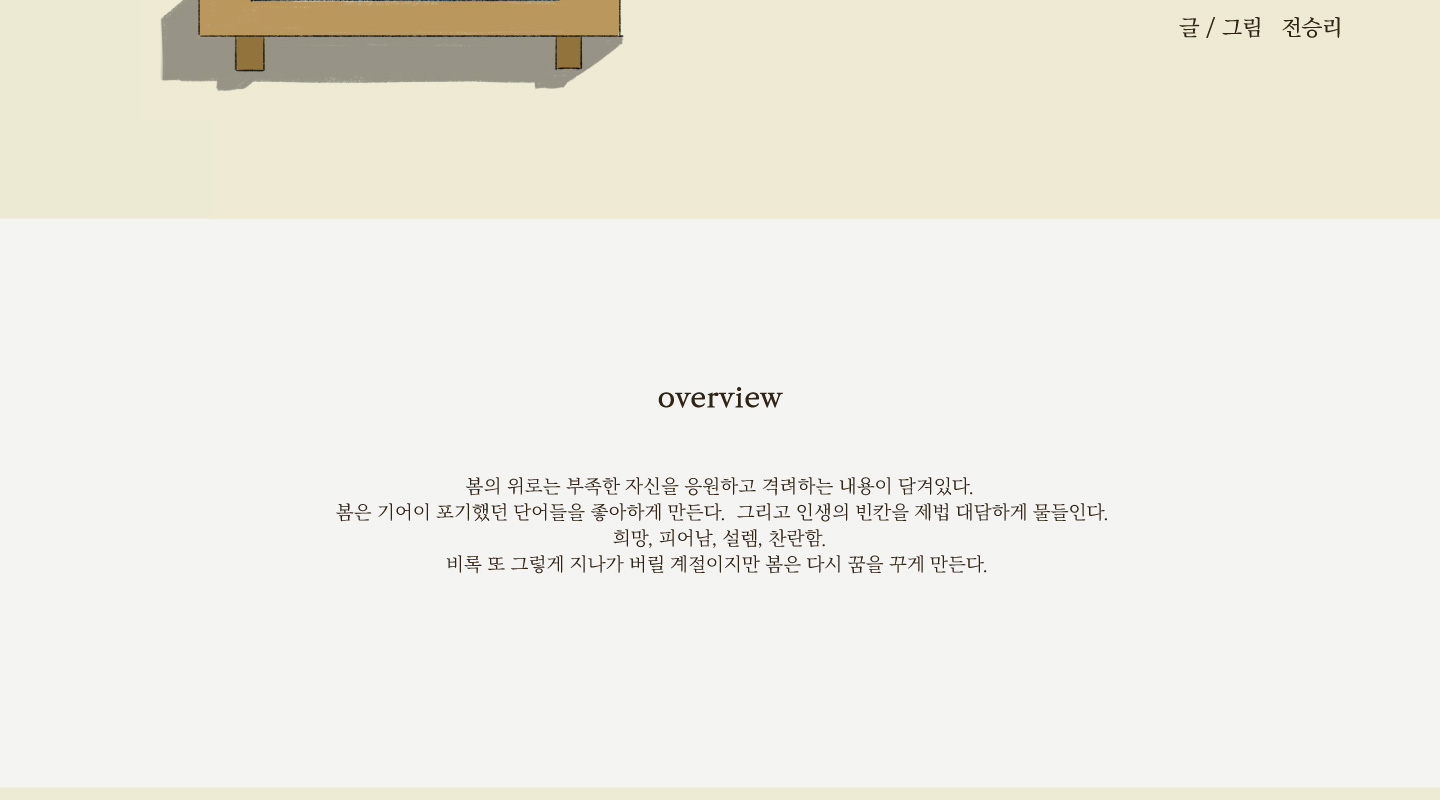 글 / 그림 전승리
overview
봄의 위로는 부족한 자신을 응원하고 격려하는 내용이 담겨있다.
봄은 기어이 포기했던 단어들을 좋아하게 만든다. 그리고 인생의 빈칸을 제법 대담하게 물들인다.
희망, 피어남, 설렘, 찬란함.
비록 또 그렇게 지나가 버릴 계절이지만 봄은 다시 꿈을 꾸게 만든다.